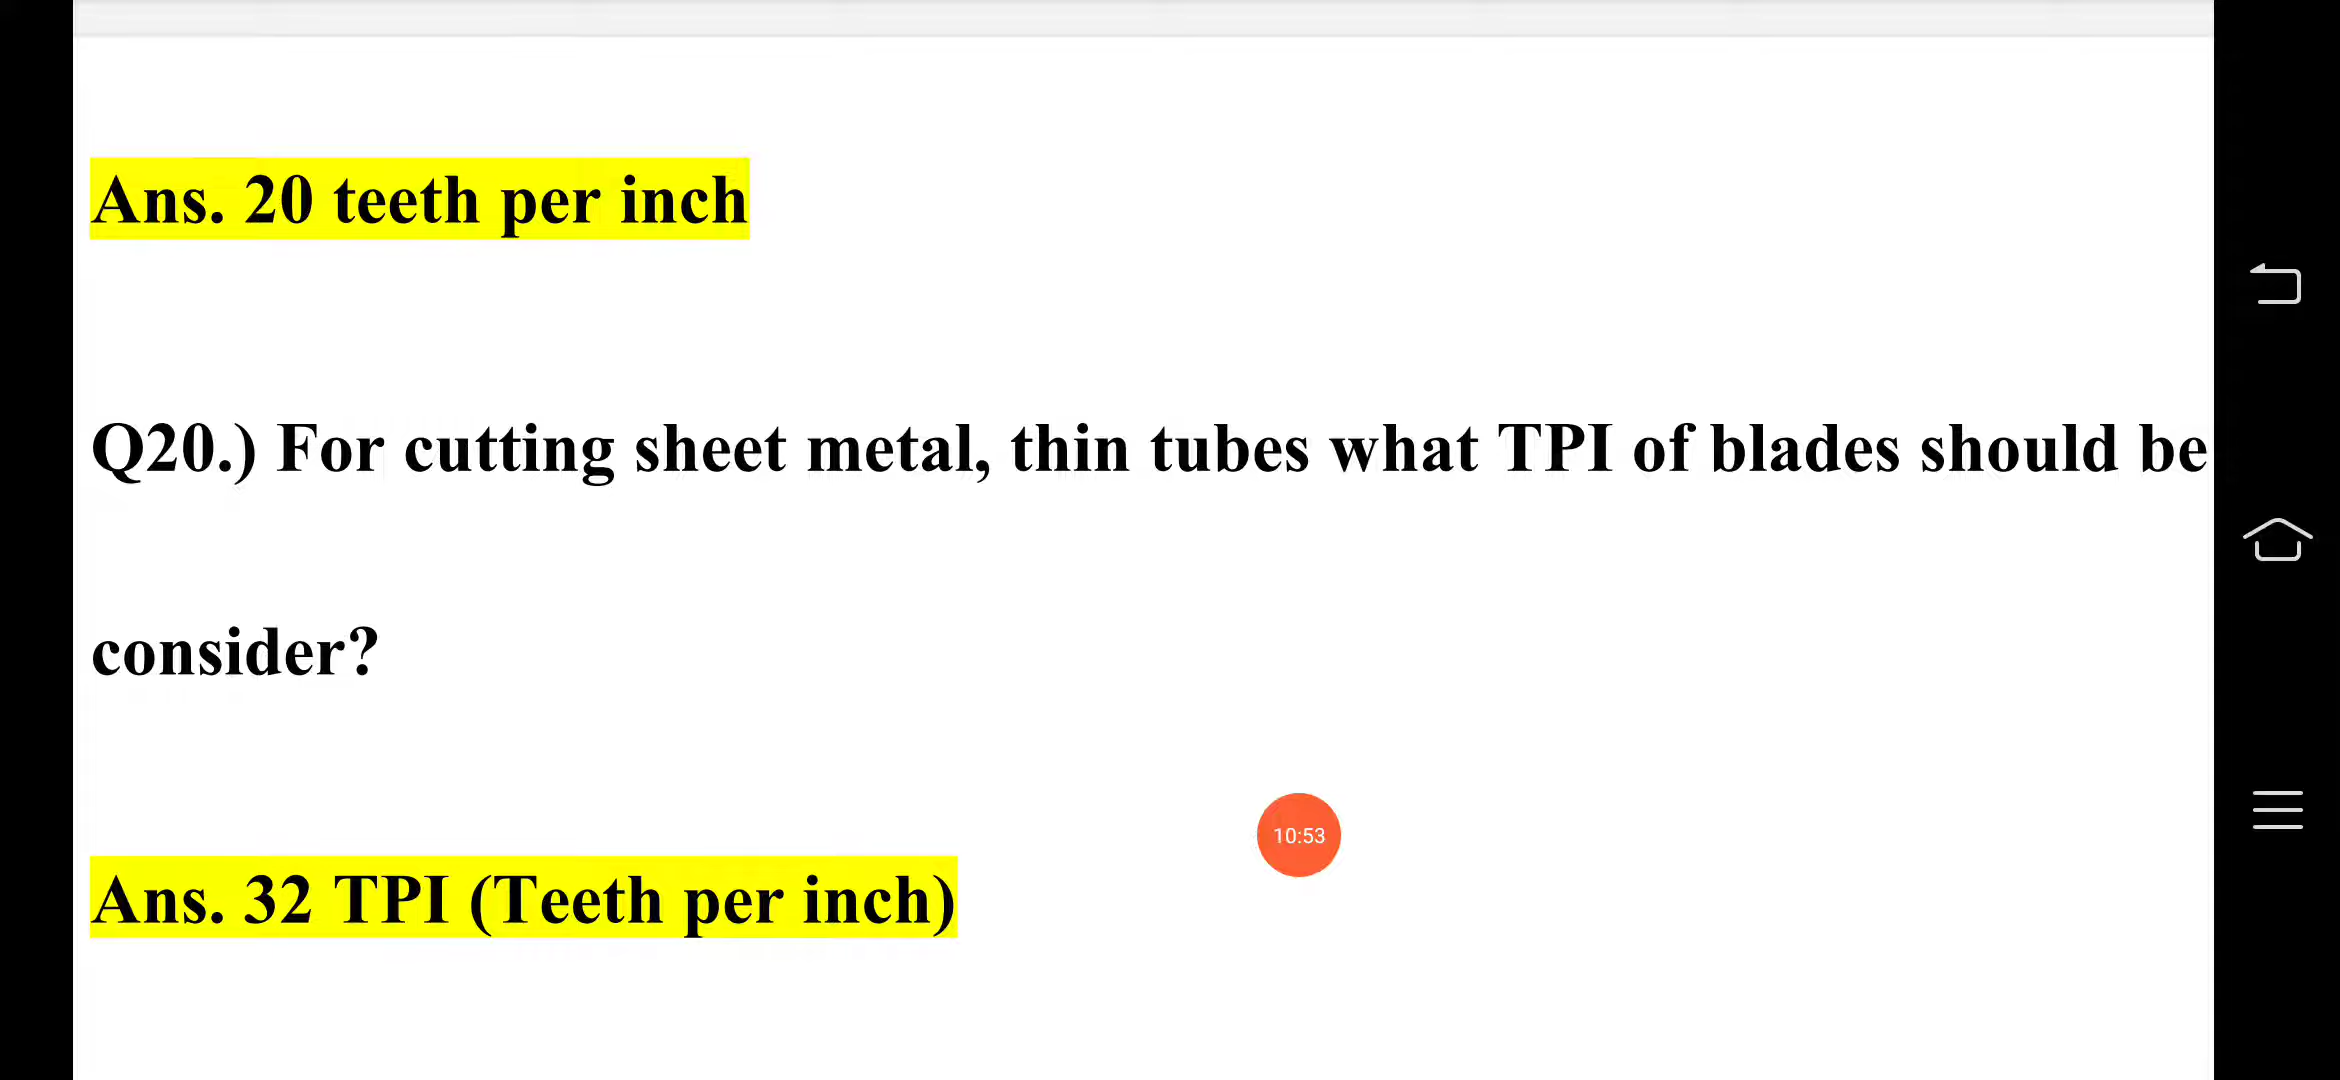 Ans. 20 teeth per inch
Q20.) For cutting sheet metal, thin tubes what TPI of blades should be
consider?
10:53
Ans. 32 TPI (Teeth per inch)